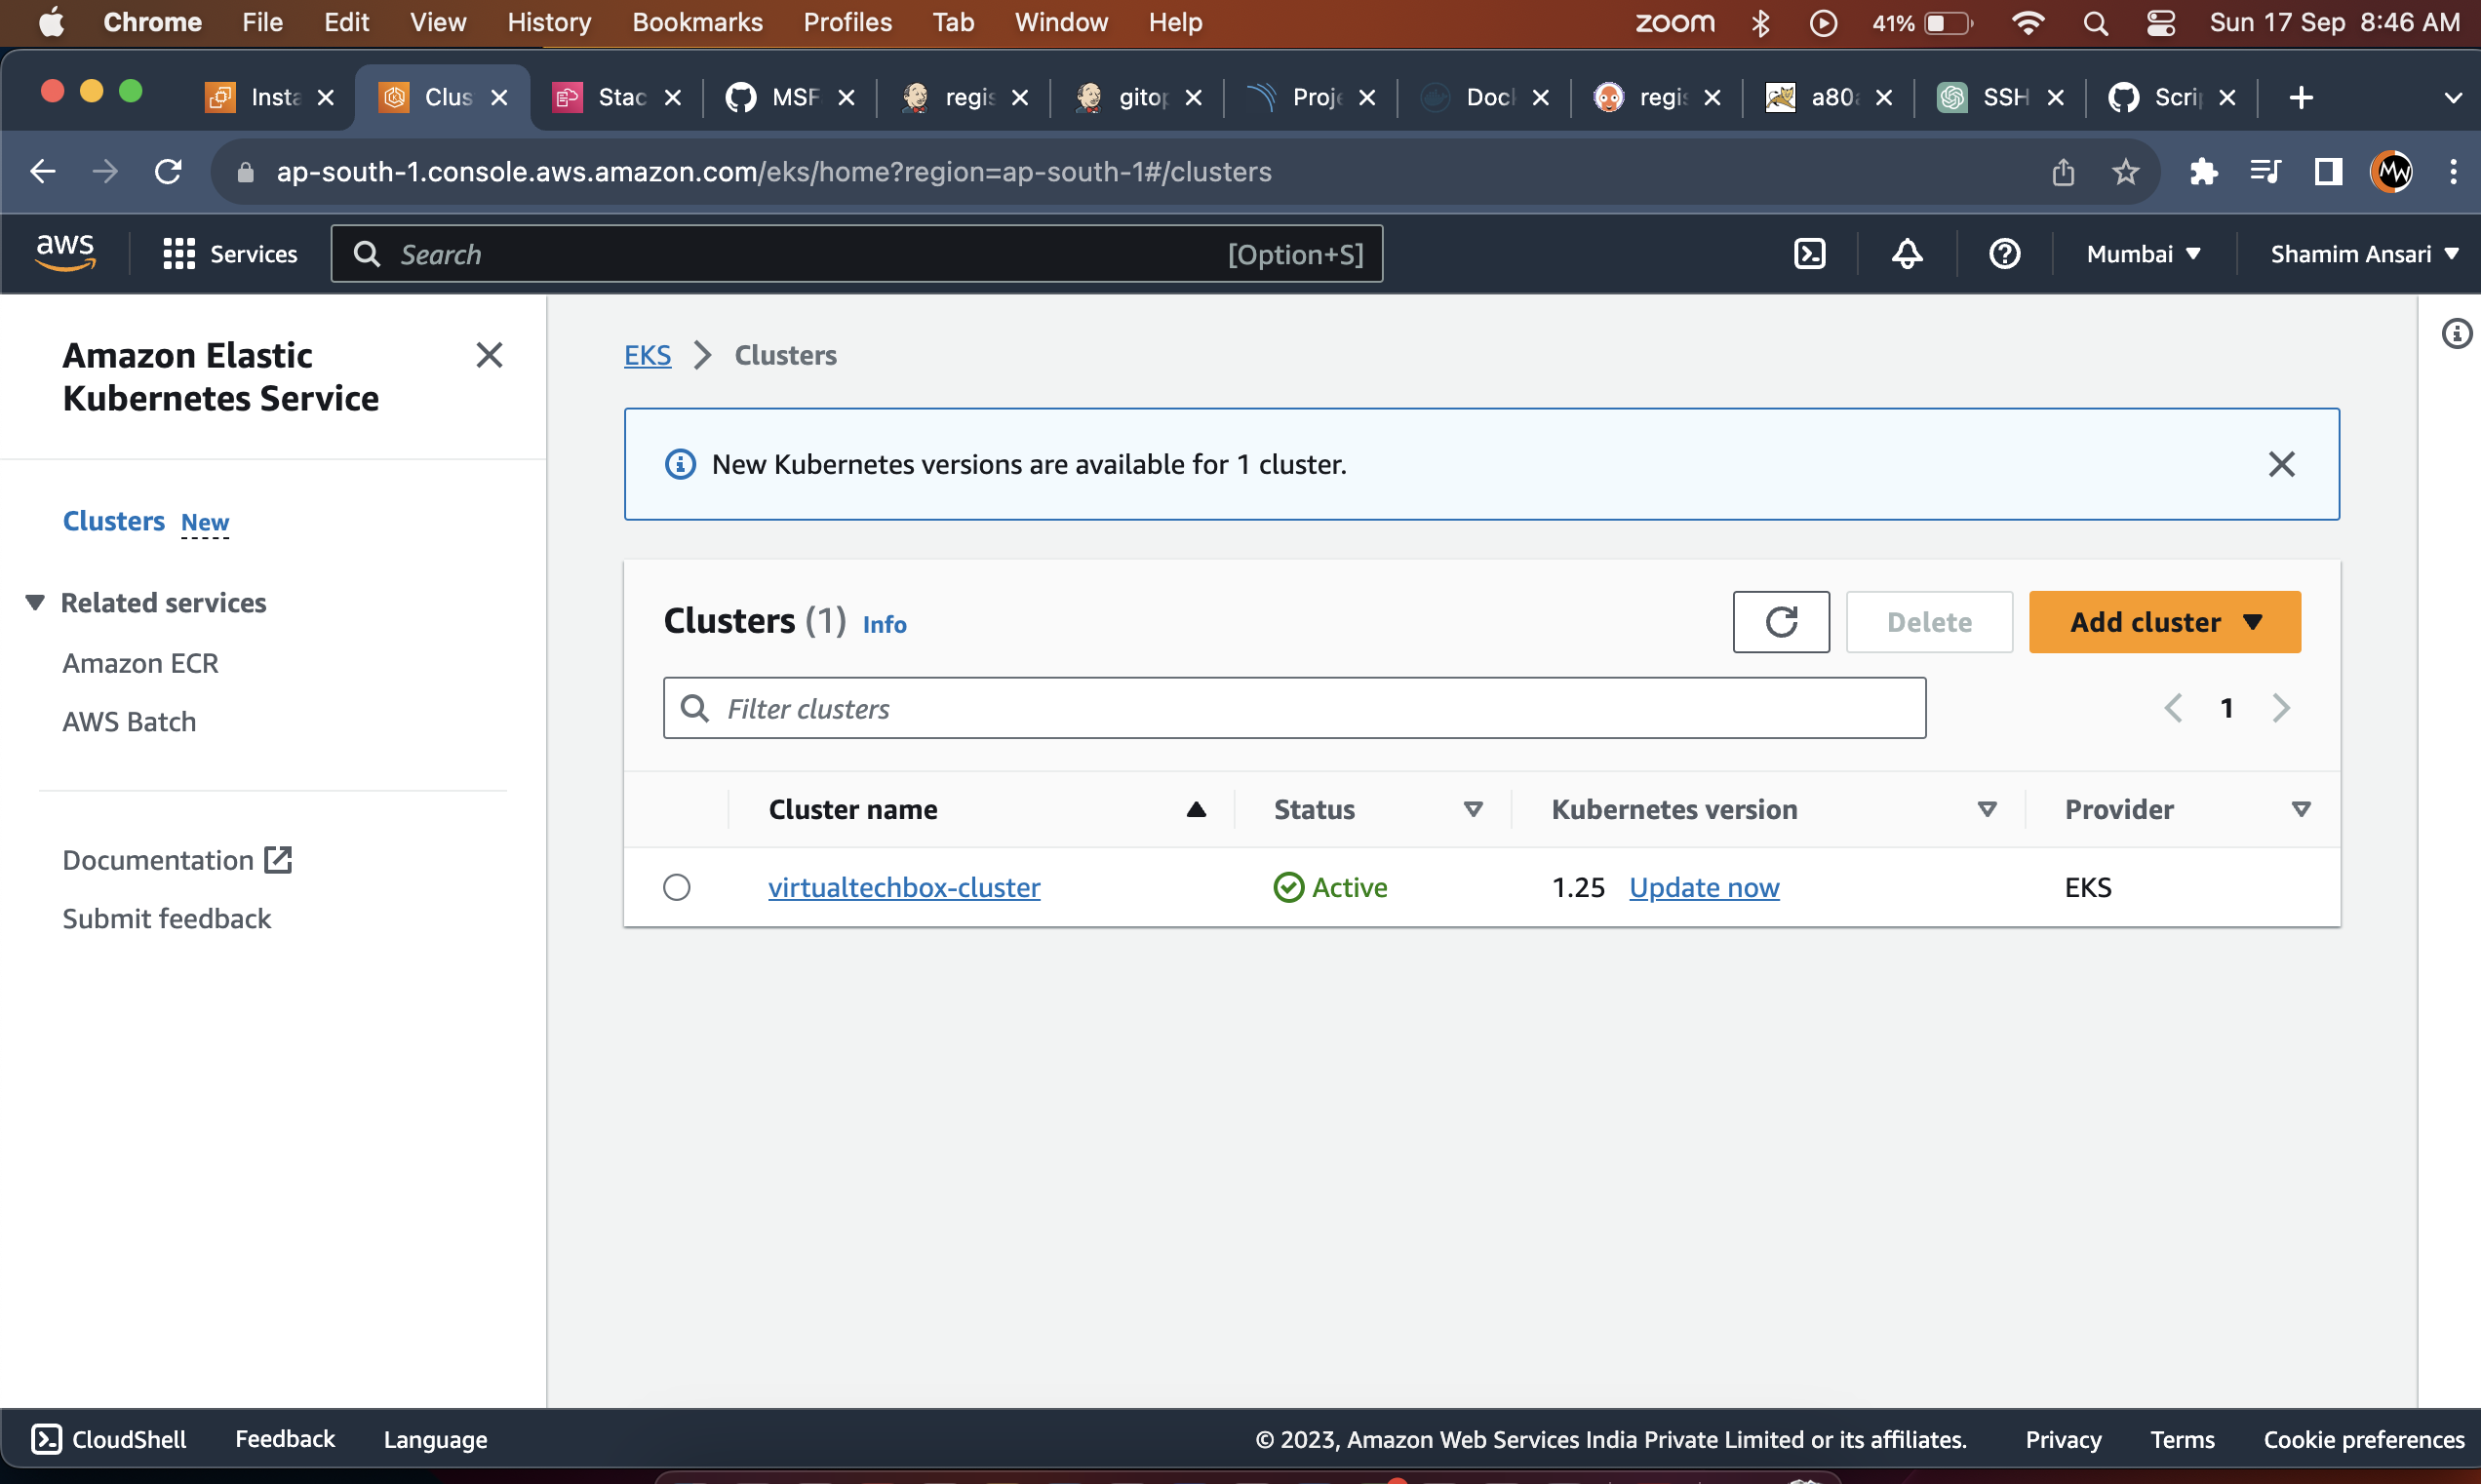 Chrome File Edit View History Bookmarks Profiles Tab Window Help zoom 41% Sun 17 Sep 8:46 AM
Insta Clus Stac MSF regis gitop Proje Doc regis a80 SSH Scrip
ap-south-1.console.aws.amazon.com/eks/home?region=ap-south-1#/clusters
aws Services Search [Option+S] Mumbai Shamim Ansari
Amazon Elastic
Kubernetes Service
Clusters New
Related services
Amazon ECR
AWS Batch
Documentation
Submit feedback
EKS Clusters
New Kubernetes versions are available for 1 cluster.
Clusters (1) Info Delete Add cluster
Filter clusters 1
Cluster name Status Kubernetes version Provider
virtualtechbox-cluster Active 1.25 Update now EKS
CloudShell Feedback Language © 2023, Amazon Web Services India Private Limited or its affiliates. Privacy Terms Cookie preferences